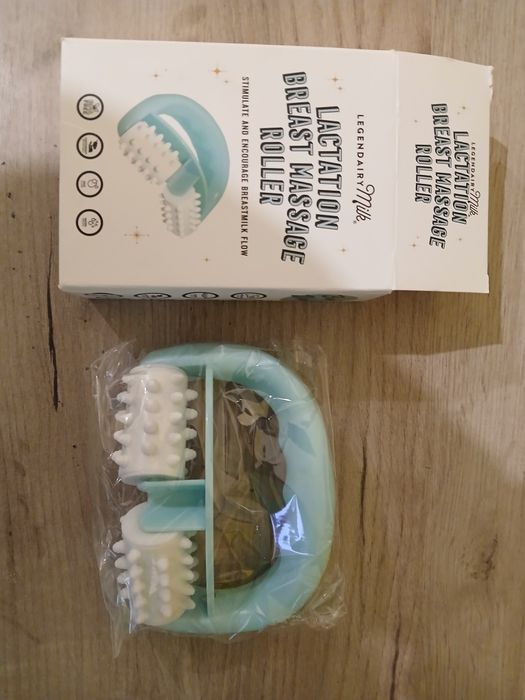 LEGENDAIRY Milk®
LACTATION
BREAST MASSAGE
ROLLER
STIMULATE AND ENCOURAGE BREASTMILK FLOW
LEGENDAIRY Milk
LACTATION
BREAST MASSAGE
ROLLER